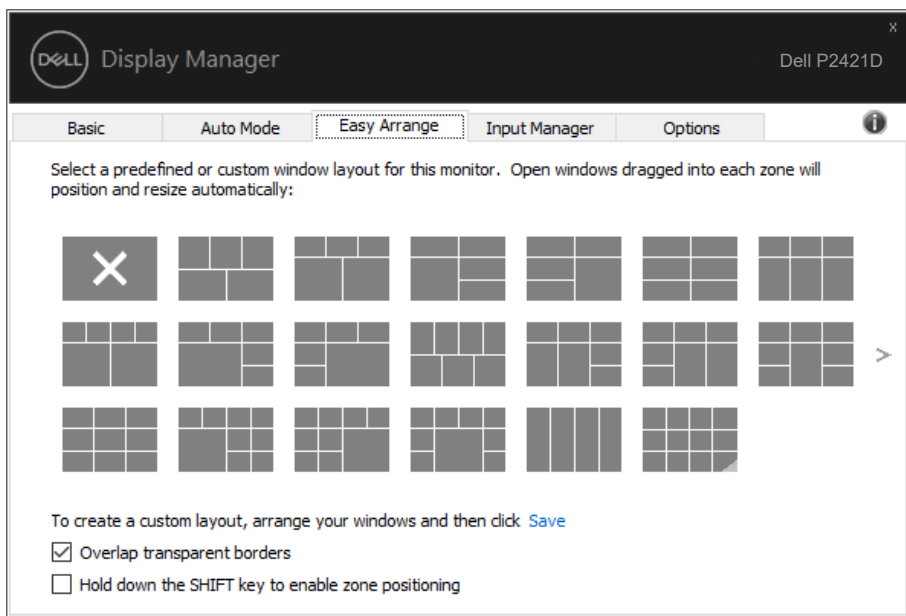 x
DELL Display Manager
Dell P2421D
Basic Auto Mode Easy Arrange Input Manager Options
Select a predefined or custom window layout for this monitor. Open windows dragged into each zone will
position and resize automatically:
>
To create a custom layout, arrange your windows and then click Save
Overlap transparent borders
Hold down the SHIFT key to enable zone positioning